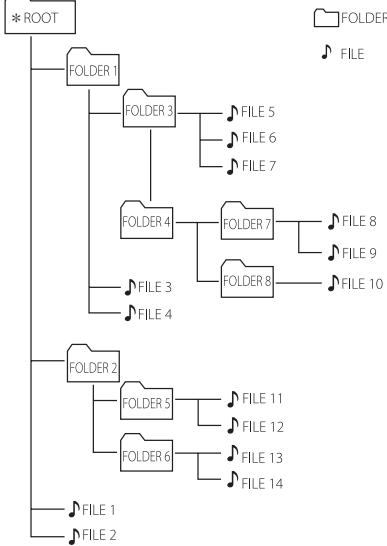 * ROOT
FOLDER
FILE
FOLDER 1
FOLDER 3
FILE 5
FILE 6
FILE 7
FOLDER 4
FOLDER 7
FILE 8
FILE 9
FOLDER 8
FILE 10
FILE 3
FILE 4
FOLDER 2
FOLDER 5
FILE 11
FILE 12
FOLDER 6
FILE 13
FILE 14
FILE 1
FILE 2